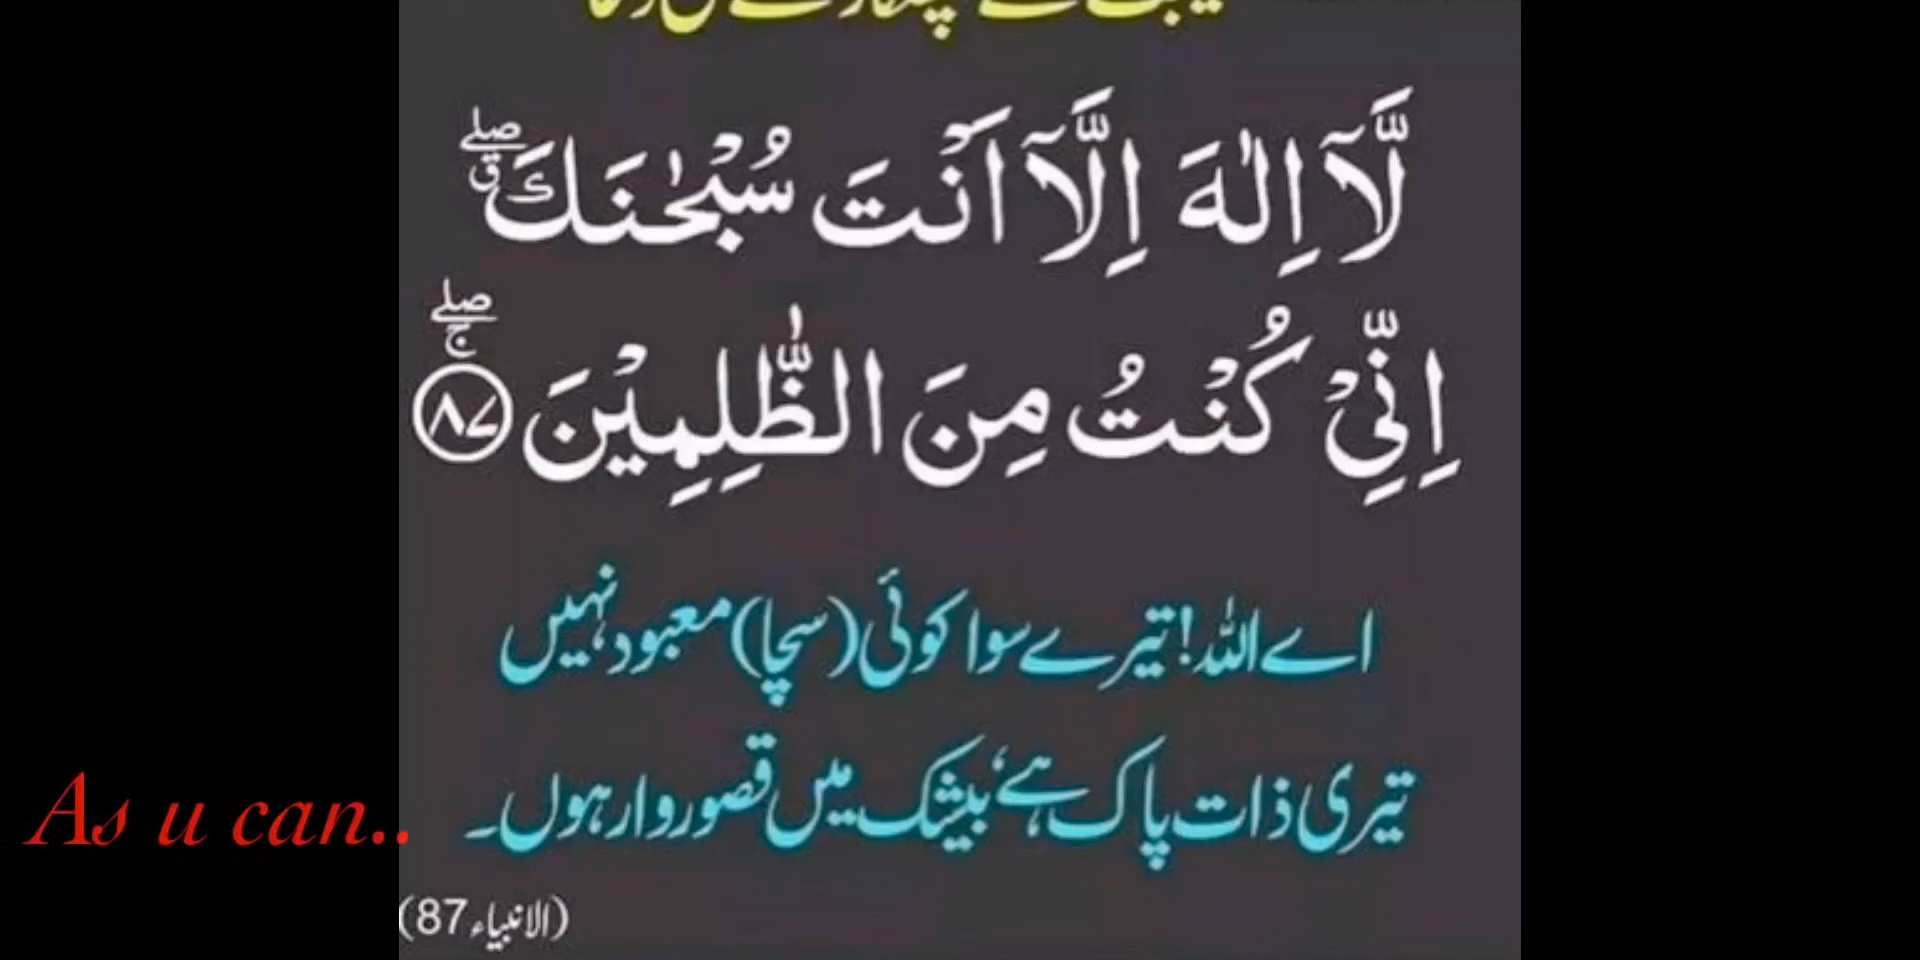 لَّآ اِلٰهَ اِلَّآ اَنْتَ سُبْحٰنَكَ ۖۗ
اِنِّيْ كُنْتُ مِنَ الظّٰلِمِيْنَ ۚۖ ﴿۸۷﴾
اے اللہ! تیرے سوا کوئی (سچا) معبود نہیں
تیری ذات پاک ہے، بیشک میں قصوروار ہوں۔
As u can..
(الانبیاء 87)